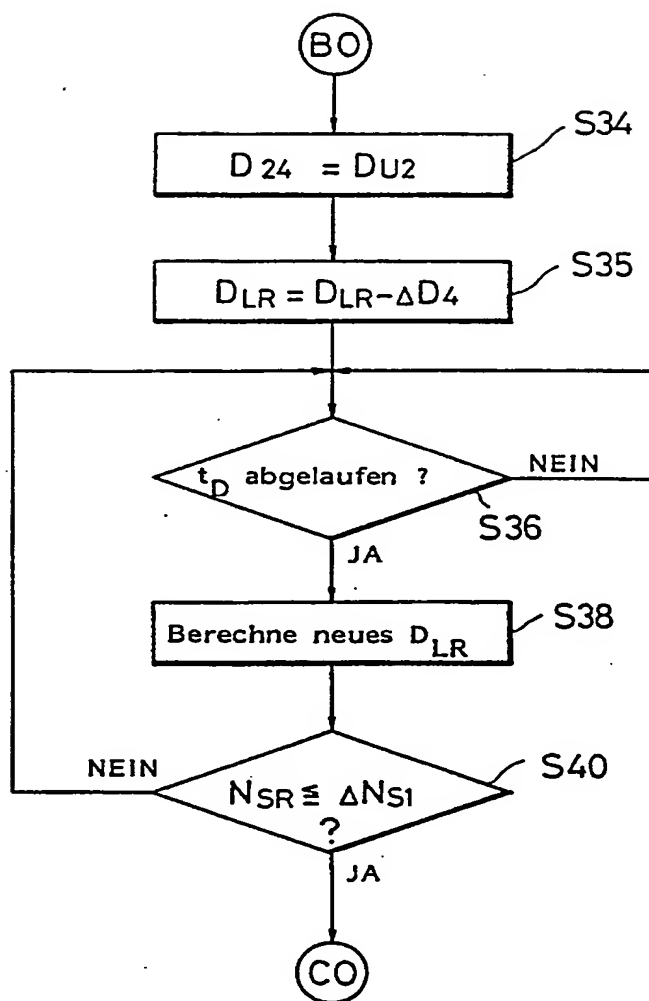 BO
S34
D24 = DU2
S35
DLR = DLR-ΔD4
tD abgelaufen ?
NEIN
S36
JA
S38
Berechne neues DLR
NEIN
S40
NSR ≦ ΔNS1
?
JA
CO